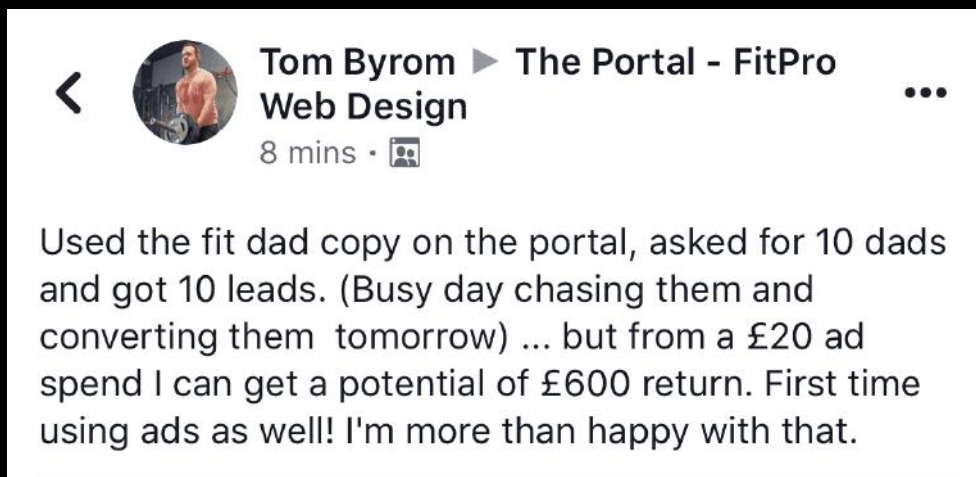 Tom Byrom ▶ The Portal - FitPro
Web Design
8 mins ·
Used the fit dad copy on the portal, asked for 10 dads
and got 10 leads. (Busy day chasing them and
converting them  tomorrow) ... but from a £20 ad
spend I can get a potential of £600 return. First time
using ads as well! I'm more than happy with that.